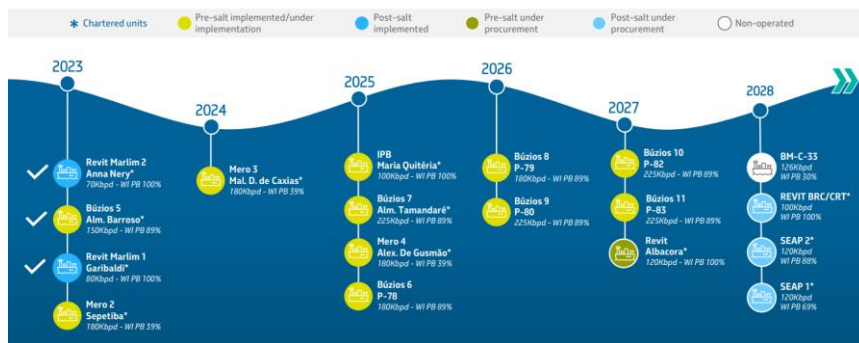 * Chartered units
Pre-salt implemented/under
implementation
Post-salt
implemented
Pre-salt under
procurement
Post-salt under
procurement
Non-operated
2023
Revit Marlim 2
Anna Nery*
70Kbpd - WI PB 100%
Búzios 5
Alm. Barroso*
150Kbpd - WI PB 89%
Revit Marlim 1
Garibaldi*
80Kbpd - WI PB 100%
Mero 2
Sepetiba*
180Kbpd - WI PB 39%
2024
Mero 3
Mal. D. de Caxias*
180Kbpd - WI PB 39%
2025
IPB
Maria Quitéria*
100Kbpd - WI PB 100%
Búzios 7
Alm. Tamandaré*
225Kbpd - WI PB 89%
Mero 4
Alex. De Gusmão*
180Kbpd - WI PB 39%
Búzios 6
P-78
180Kbpd - WI PB 89%
2026
Búzios 8
P-79
180Kbpd - WI PB 89%
Búzios 9
P-80
225Kbpd - WI PB 89%
2027
Búzios 10
P-82
225Kbpd - WI PB 89%
Búzios 11
P-83
225Kbpd - WI PB 89%
Revit
Albacora*
120Kbpd - WI PB 100%
2028
BM-C-33
126Kbpd
WI PB 30%
REVIT BRC/CRT*
100Kbpd
WI PB 100%
SEAP 2*
120Kbpd
WI PB 88%
SEAP 1*
120Kbpd
WI PB 69%